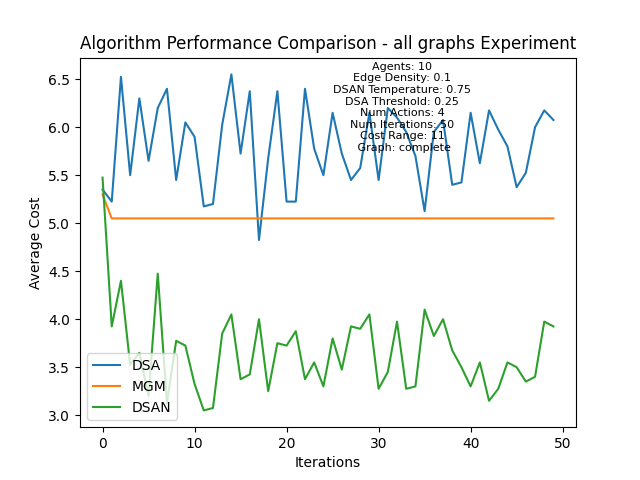 Algorithm Performance Comparison - all graphs Experiment
Agents: 10
Edge Density: 0.1
DSAN Temperature: 0.75
DSA Threshold: 0.25
Num Actions: 4
Num Iterations: 50
Cost Range: 11
Graph: complete
6.5
6.0
5.5
5.0
4.5
4.0
3.5
3.0
Average Cost
DSA
MGM
DSAN
0
10
20
30
40
50
Iterations